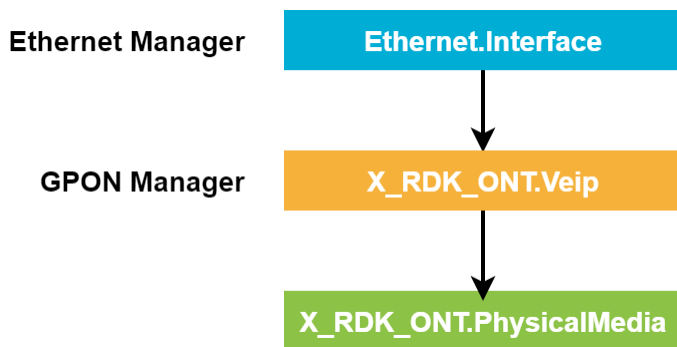 Ethernet Manager
Ethernet.Interface
GPON Manager
X_RDK_ONT.Veip
X_RDK_ONT.PhysicalMedia